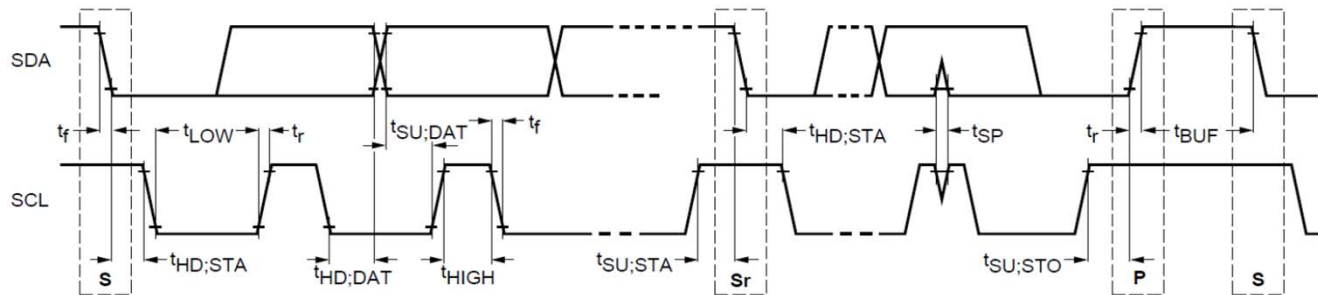 SDA
t_f t_LOW t_r t_SU;DAT t_f t_HD;STA t_SP t_r t_BUF
SCL
t_HD;STA t_HD;DAT t_HIGH t_SU;STA t_SU;STO
S Sr P S